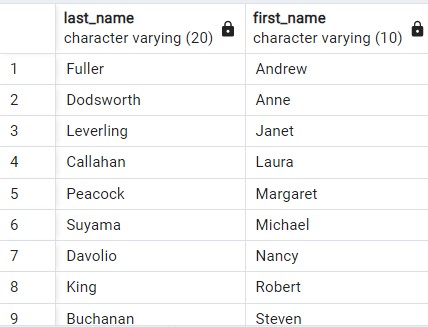 last_name first_name
character varying (20) character varying (10)
1 Fuller Andrew
2 Dodsworth Anne
3 Leverling Janet
4 Callahan Laura
5 Peacock Margaret
6 Suyama Michael
7 Davolio Nancy
8 King Robert
9 Buchanan Steven